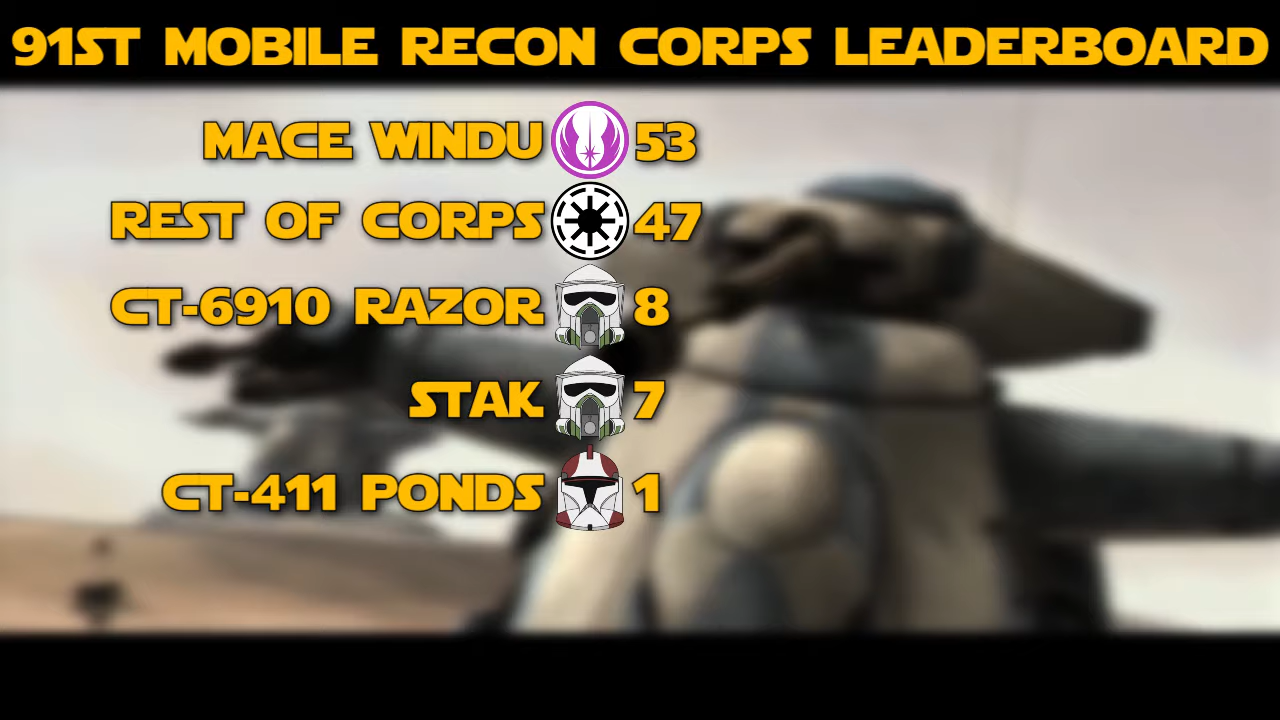 91ST MOBILE RECON CORPS LEADERBOARD
MACE WINDU 53
REST OF CORPS 47
CT-6910 RAZOR 8
STAK 7
CT-411 PONDS 1